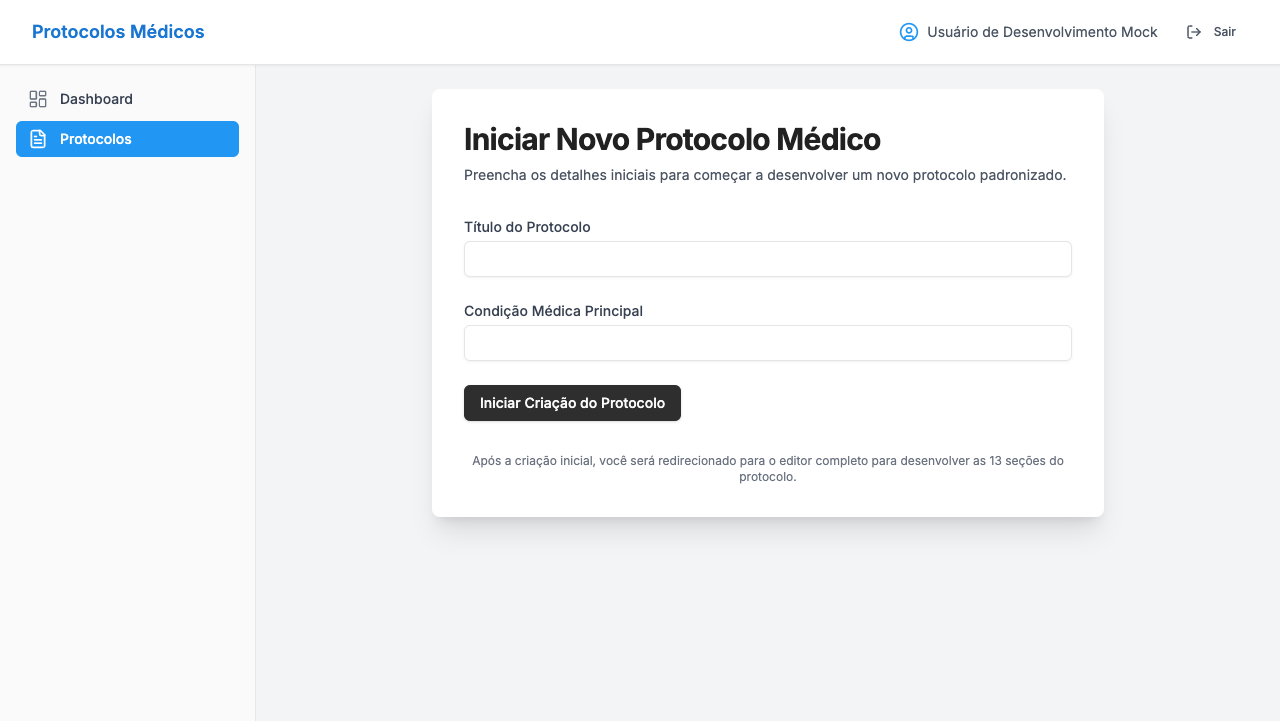 Protocolos Médicos
Usuário de Desenvolvimento Mock
Sair
Dashboard
Protocolos
Iniciar Novo Protocolo Médico
Preencha os detalhes iniciais para começar a desenvolver um novo protocolo padronizado.
Título do Protocolo
Condição Médica Principal
Iniciar Criação do Protocolo
Após a criação inicial, você será redirecionado para o editor completo para desenvolver as 13 seções do
protocolo.